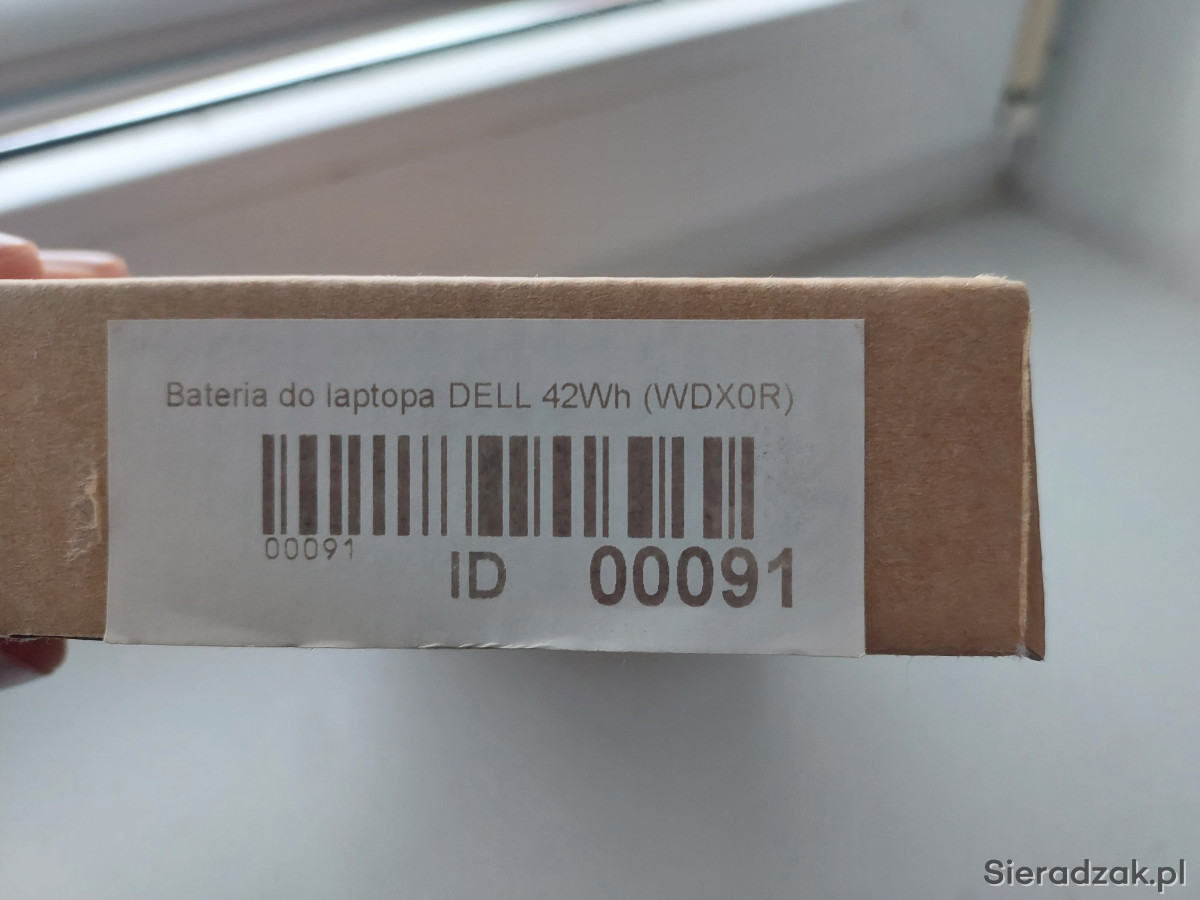 Bateria do laptopa DELL 42Wh (WDX0R)
00091
ID 00091
Sieradzak.pl